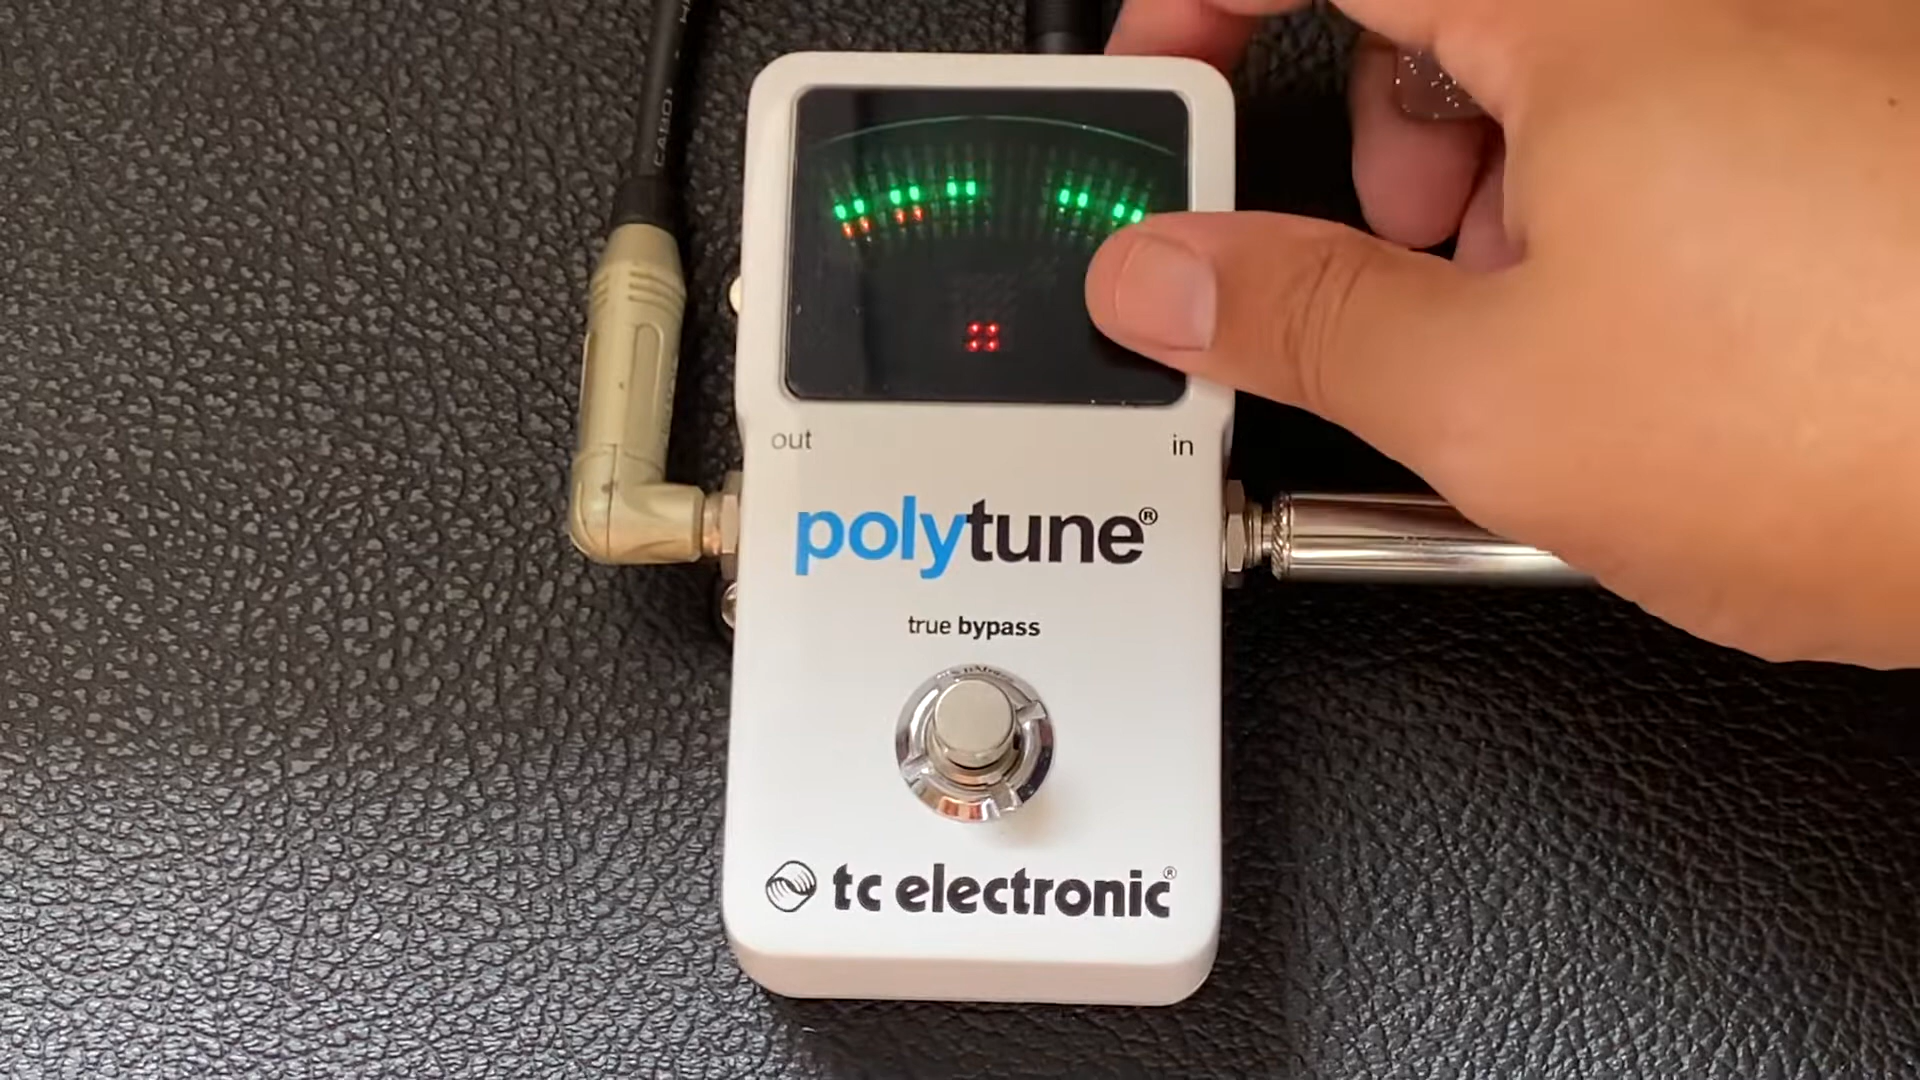 out
in
polytune®
true bypass
tc electronic®